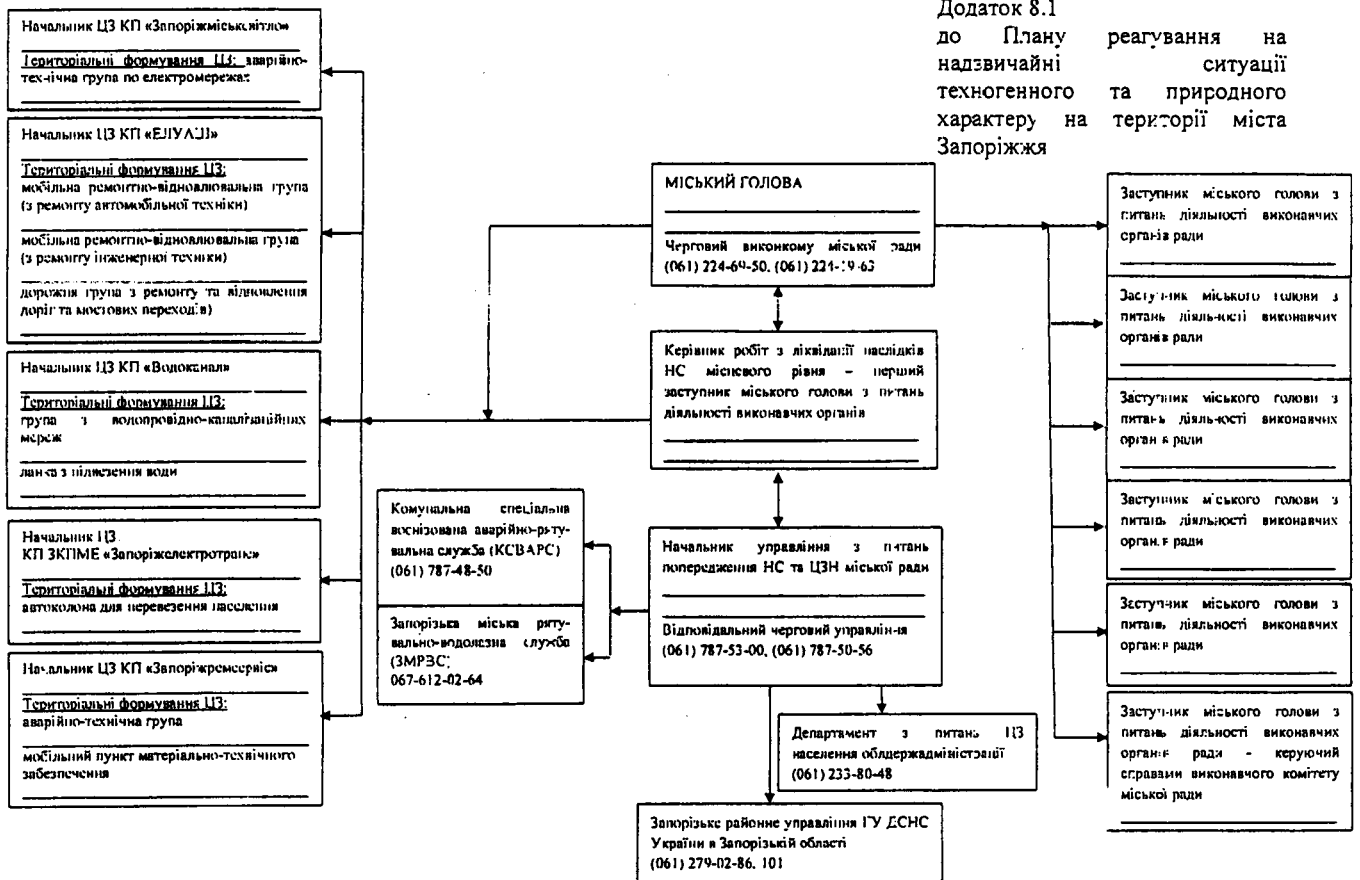 Додаток 8.1
до Плану реагування на
надзвичайні ситуації
техногенного та природного
характеру на території міста
Запоріжжя
Начальник ЦЗ КП «Запоріжміськсвітло»
Територіальні формування ЦЗ: аварійно-
технічна група по електромережах
Начальник ЦЗ КП «ЕЛУАШ»
Територіальні формування ЦЗ:
мобільна ремонтно-відновлювальна група
(з ремонту автомобільної техніки)
мобільна ремонтно-відновлювальна група
(з ремонту інженерної техніки)
дорожня група з ремонту та відновлення
доріг та мостових переходів)
Начальник ЦЗ КП «Водоканал»
Територіальні формування ЦЗ:
група з водопровідно-каналізаційних
мереж
ланка з підвезення води
Начальник ЦЗ
КП ЗКПМЕ «Запоріжелектротранс»
Територіальні формування ЦЗ:
автоколона для перевезення населення
Начальник ЦЗ КП «Запоріжремсервіс»
Територіальні формування ЦЗ:
аварійно-технічна група
мобільний пункт матеріально-технічного
забезпечення
МІСЬКИЙ ГОЛОВА
Черговий виконкому міської ради
(061) 224-69-50, (061)
Керівник робіт з ліквідації наслідків
НС місцевого рівня – перший
заступник міського голови з питань
діяльності виконавчих органів
Комунальна спеціальна
воєнізована аварійно-ряту-
вальна служба (КСВАРС)
(061) 787-48-50
Запорізька міська ряту-
вально-водолазна служба
(ЗМРВС)
067-612-02-64
Начальник управління з питань
попередження НС та ЦЗН міської ради
Відповідальний черговий управління
(061) 787-53-00, (061) 787-50-56
Департамент з питань ЦЗ
населення облдержадміністрації
(061) 233-80-48
Запорізьке районне управління ГУ ДСНС
України в Запорізькій області
(061) 279-02-86, 101
Заступник міського голови з
питань діяльності виконавчих
органів ради
Заступник міського голови з
питань діяльності виконавчих
органів ради
Заступник міського голови з
питань діяльності виконавчих
органів ради
Заступник міського голови з
питань діяльності виконавчих
органів ради
Заступник міського голови з
питань діяльності виконавчих
органів ради
Заступник міського голови з
питань діяльності виконавчих
органів ради – керуючий
справами виконавчого комітету
міської ради